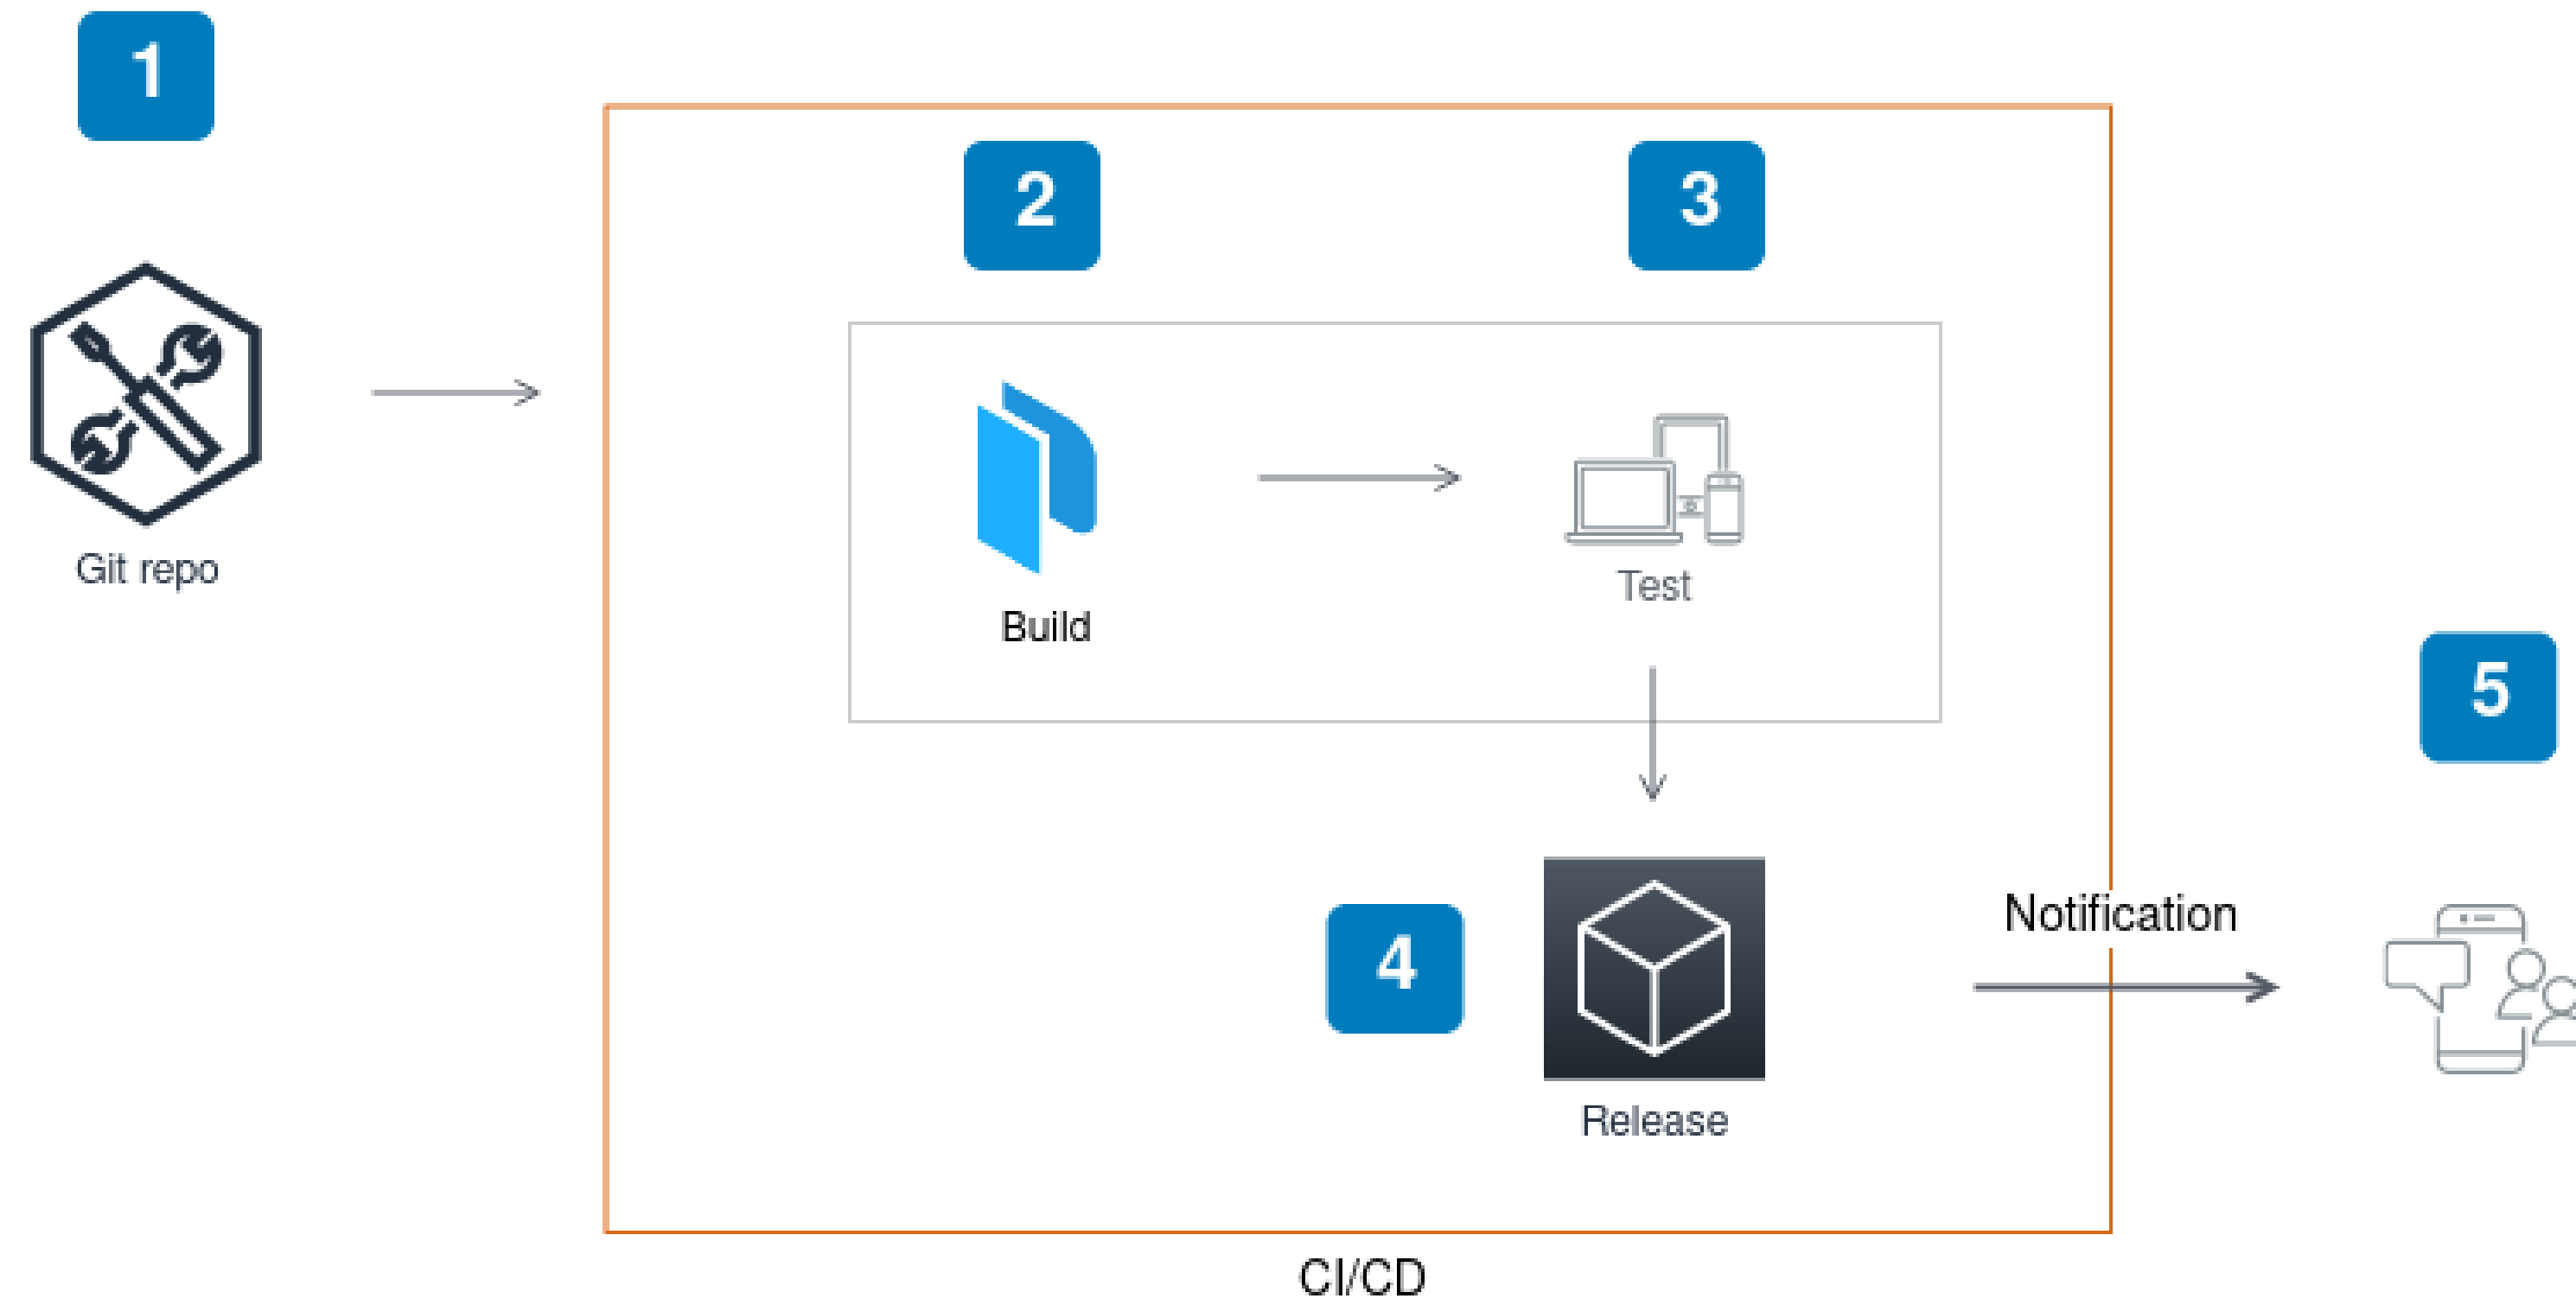 1
2
3
Git repo
Build
Test
5
4
Notification
Release
CI/CD